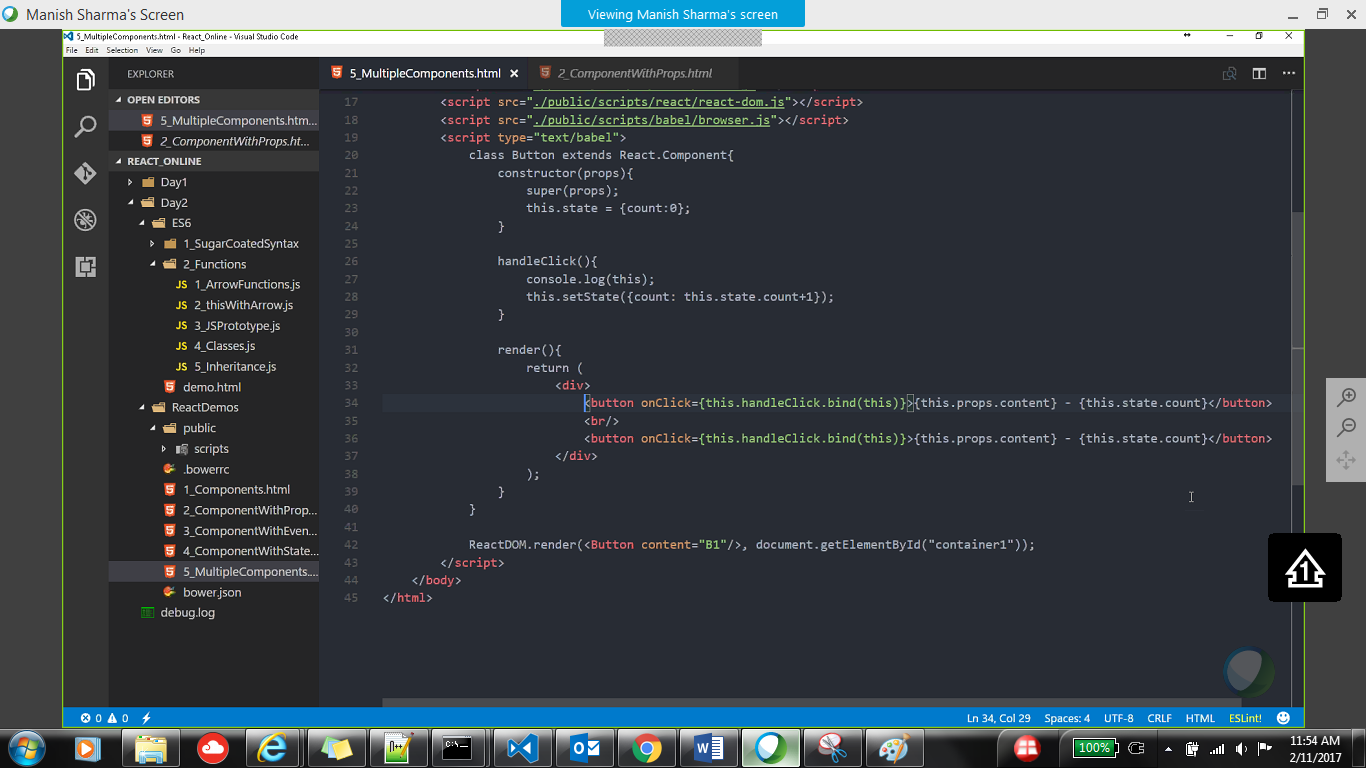 Manish Sharma's Screen
Viewing Manish Sharma's screen
5_MultipleComponents.html - React_Online - Visual Studio Code
File Edit Selection View Go Help
EXPLORER
OPEN EDITORS
5_MultipleComponents.htm...
2_ComponentWithProps.ht...
REACT_ONLINE
Day1
Day2
ES6
1_SugarCoatedSyntax
2_Functions
JS 1_ArrowFunctions.js
JS 2_thisWithArrow.js
JS 3_JSPrototype.js
JS 4_Classes.js
JS 5_Inheritance.js
demo.html
ReactDemos
public
scripts
.bowerrc
1_Components.html
2_ComponentWithProp...
3_ComponentWithEven...
4_ComponentWithState...
5_MultipleComponents....
bower.json
debug.log
5_MultipleComponents.html 2_ComponentWithProps.html
17 <script src="./public/scripts/react/react-dom.js"></script>
18 <script src="./public/scripts/babel/browser.js"></script>
19 <script type="text/babel">
20 class Button extends React.Component{
21 constructor(props){
22 super(props);
23 this.state = {count:0};
24 }
25
26 handleClick(){
27 console.log(this);
28 this.setState({count: this.state.count+1});
29 }
30
31 render(){
32 return (
33 <div>
34 <button onClick={this.handleClick.bind(this)}>{this.props.content} - {this.state.count}</button>
35 <br/>
36 <button onClick={this.handleClick.bind(this)}>{this.props.content} - {this.state.count}</button>
37 </div>
38 );
39 }
40 }
41
42 ReactDOM.render(<Button content="B1"/>, document.getElementById("container1"));
43 </script>
44 </body>
45 </html>
1
0 0
Ln 34, Col 29 Spaces: 4 UTF-8 CRLF HTML ESLint!
100%
11:54 AM
2/11/2017